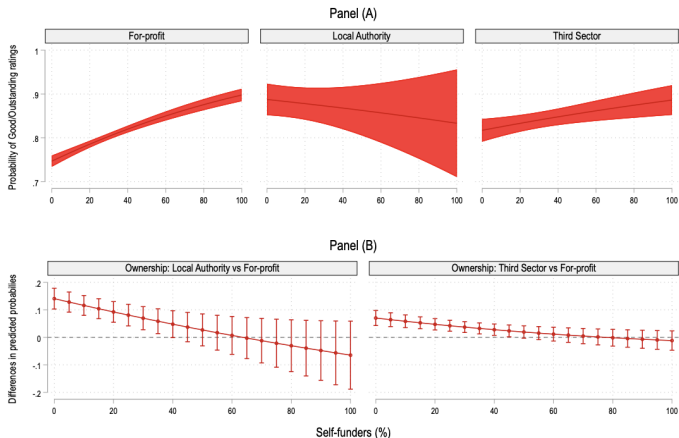 Panel (A)
For-profit
Local Authority
Third Sector
Probability of Good/Outstanding ratings
1
.9
.8
.7
0 20 40 60 80 100
0 20 40 60 80 100
0 20 40 60 80 100
Panel (B)
Ownership: Local Authority vs For-profit
Ownership: Third Sector vs For-profit
Differences in predicted probabilies
.2
.1
0
-.1
-.2
0 20 40 60 80 100
0 20 40 60 80 100
Self-funders (%)